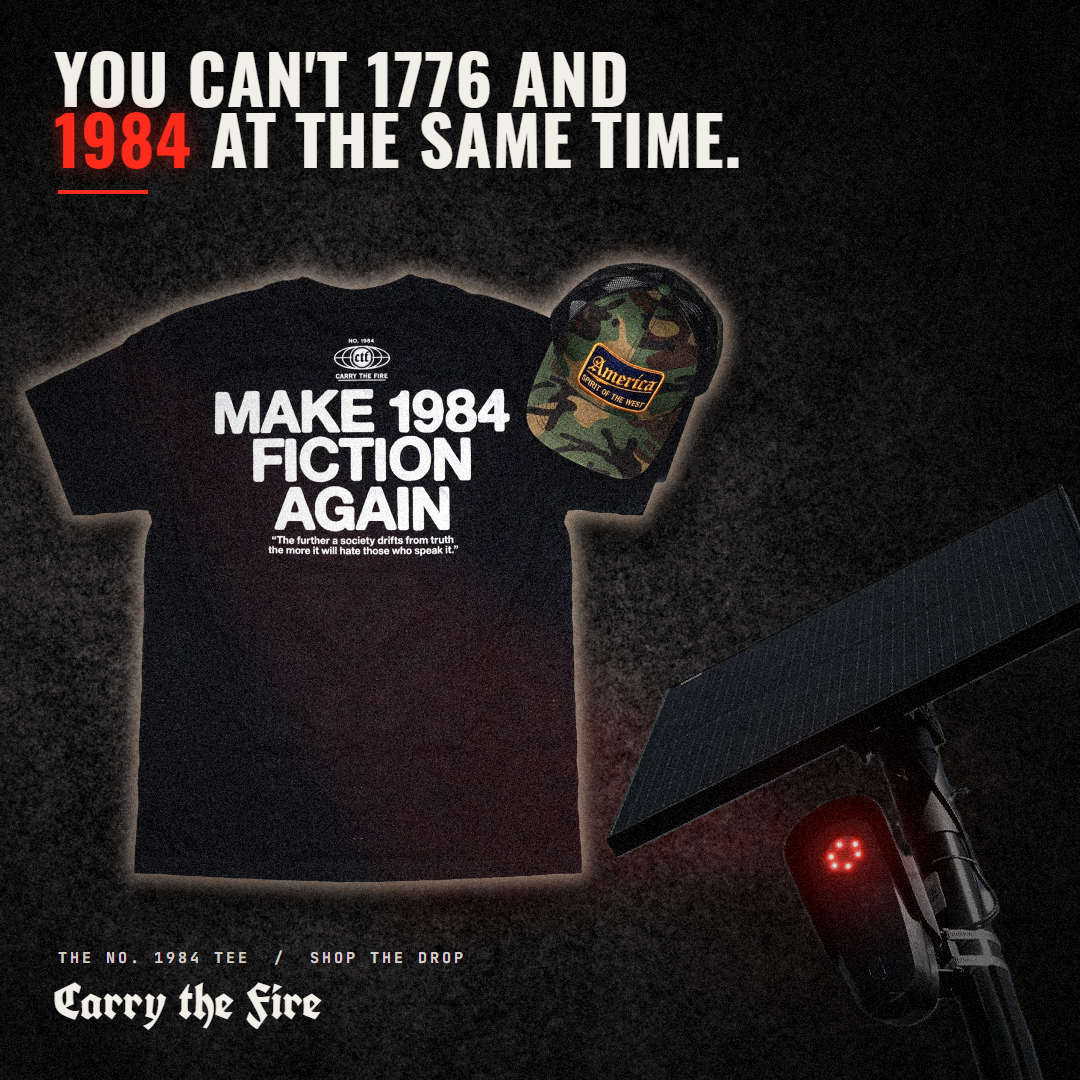 YOU CAN'T 1776 AND
1984 AT THE SAME TIME.
NO. 1984
ctf
CARRY THE FIRE
MAKE 1984
FICTION
AGAIN
“The further a society drifts from truth
the more it will hate those who speak it.”
America
SPIRIT OF THE WEST
THE NO. 1984 TEE / SHOP THE DROP
Carry the Fire